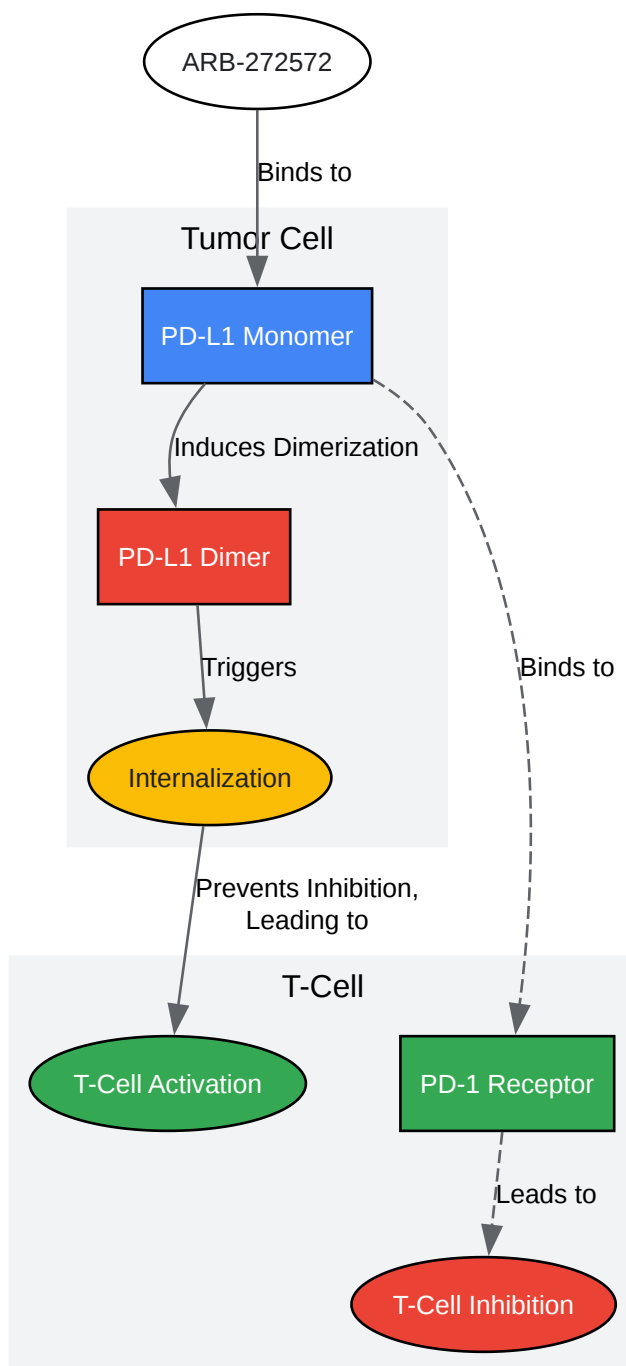 ARB-272572
Binds to
Tumor Cell
PD-L1 Monomer
Induces Dimerization
PD-L1 Dimer
Triggers
Binds to
Internalization
Prevents Inhibition,
Leading to
T-Cell
T-Cell Activation
PD-1 Receptor
Leads to
T-Cell Inhibition